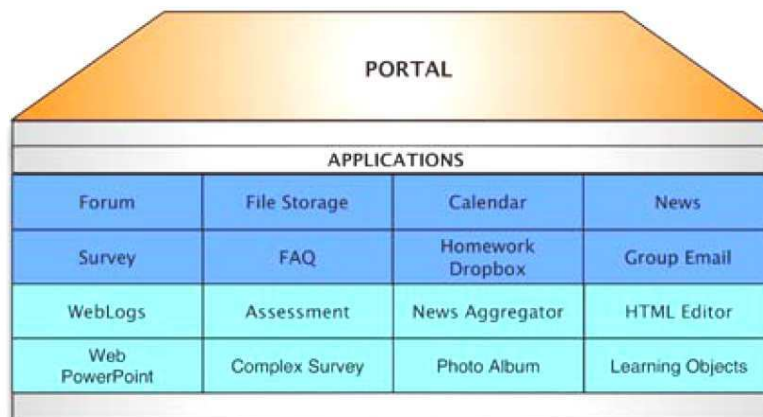 PORTAL
APPLICATIONS
Forum File Storage Calendar News
Survey FAQ Homework Dropbox Group Email
WebLogs Assessment News Aggregator HTML Editor
Web PowerPoint Complex Survey Photo Album Learning Objects